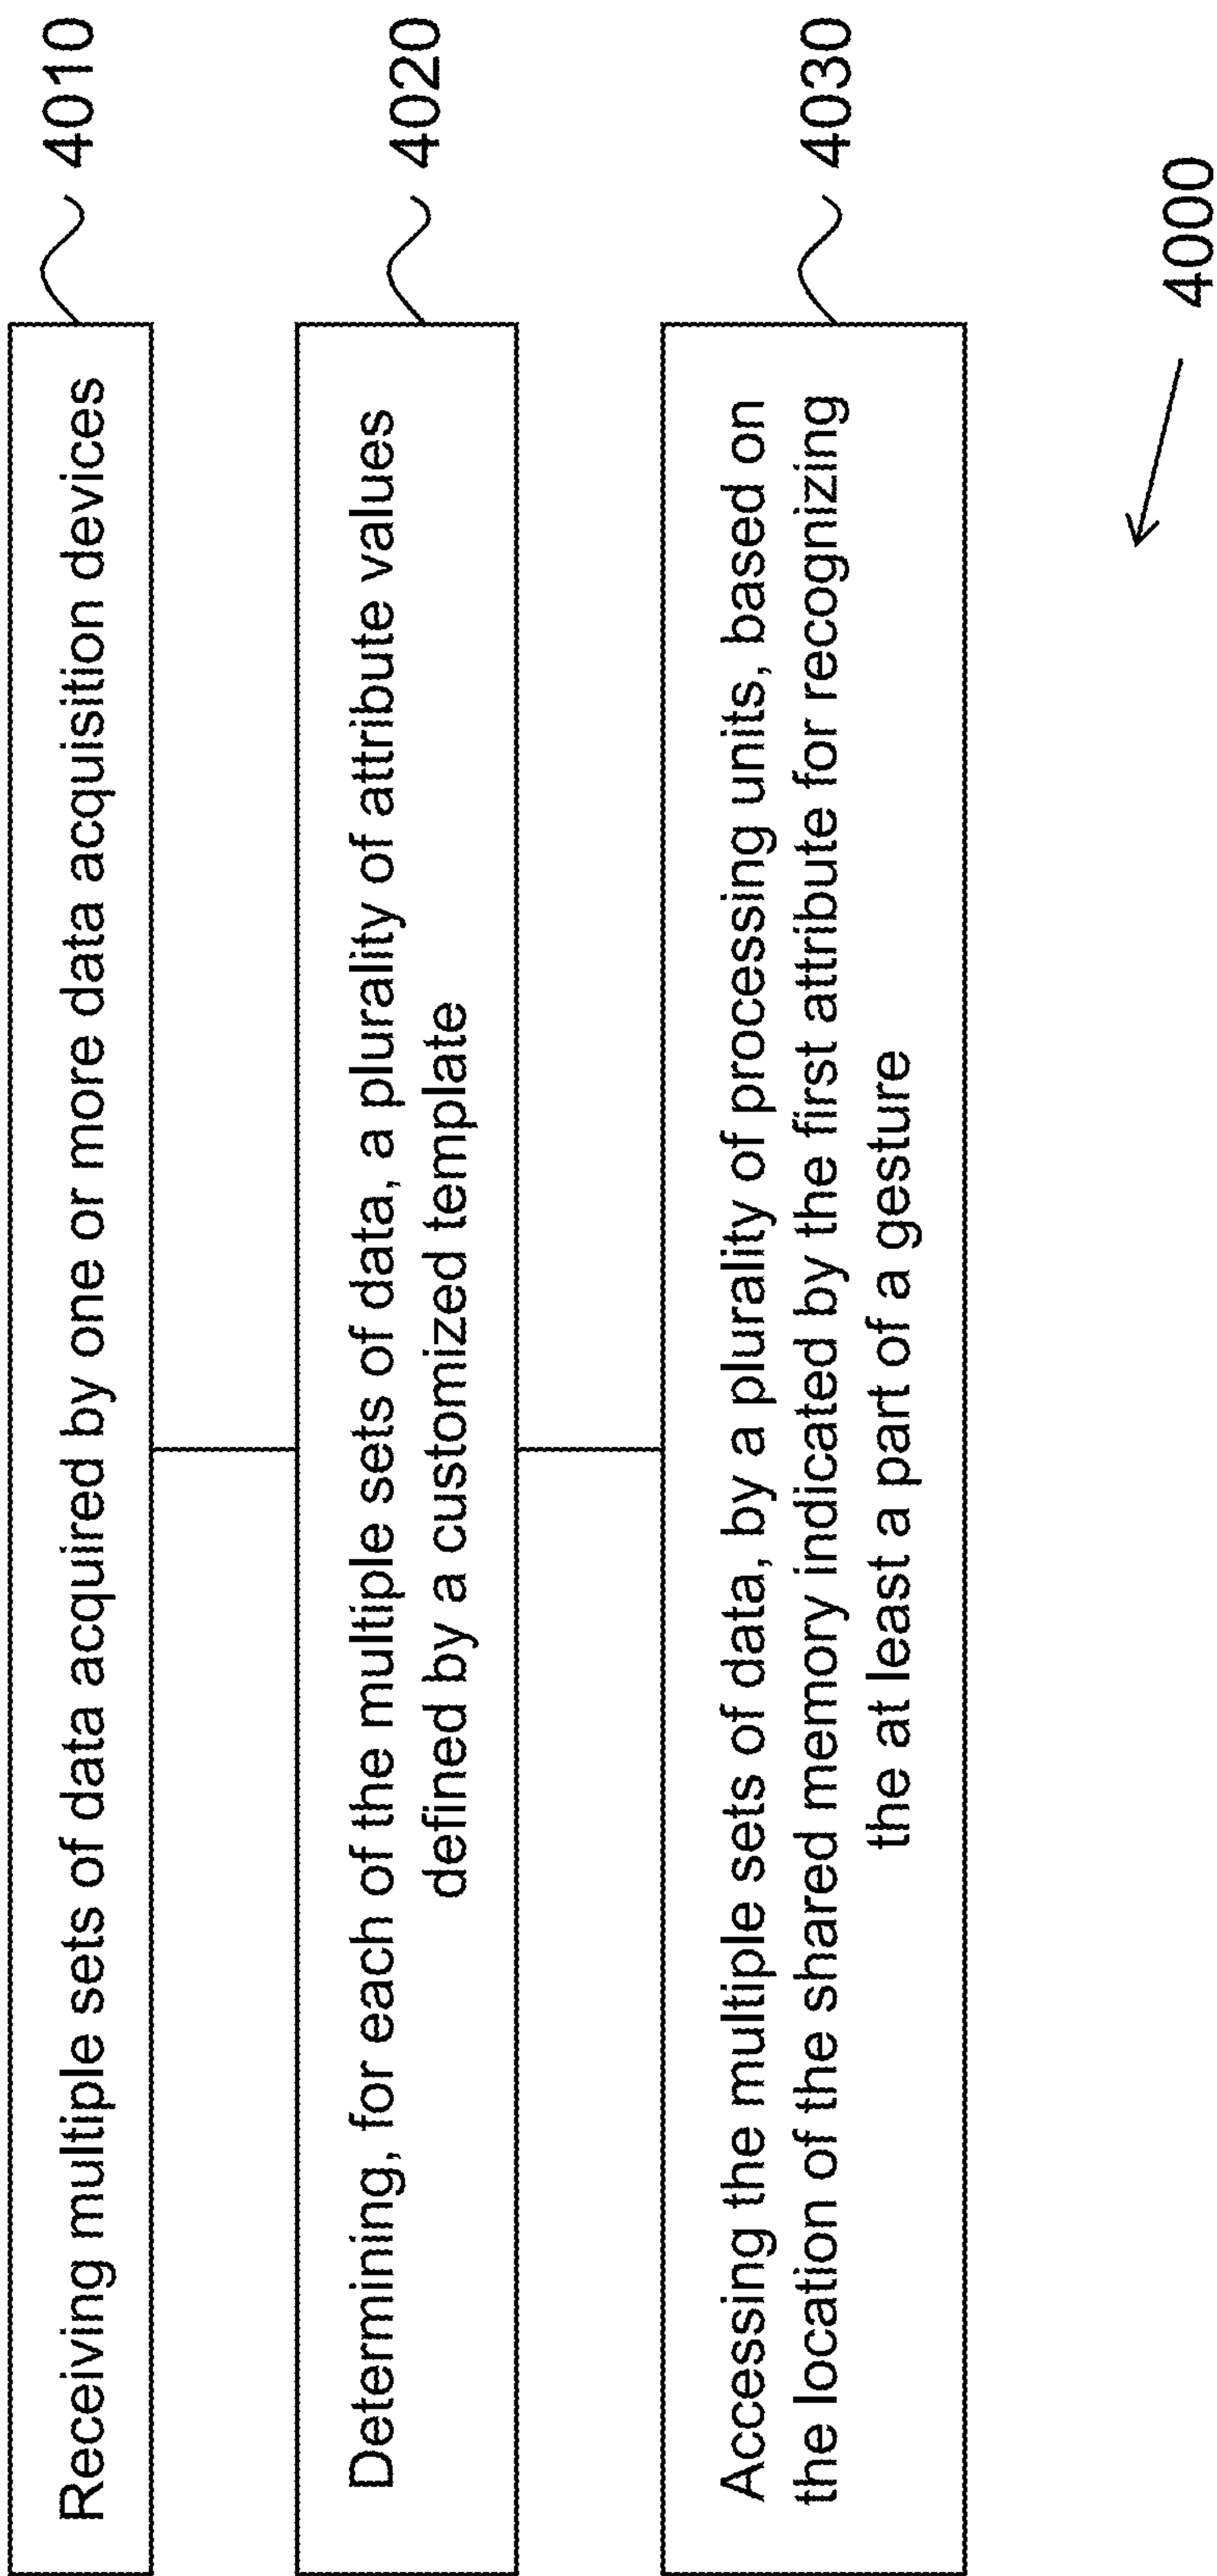 Receiving multiple sets of data acquired by one or more data acquisition devices
4010
Determining, for each of the multiple sets of data, a plurality of attribute values
defined by a customized template
4020
Accessing the multiple sets of data, by a plurality of processing units, based on
the location of the shared memory indicated by the first attribute for recognizing
the at least a part of a gesture
4030
4000